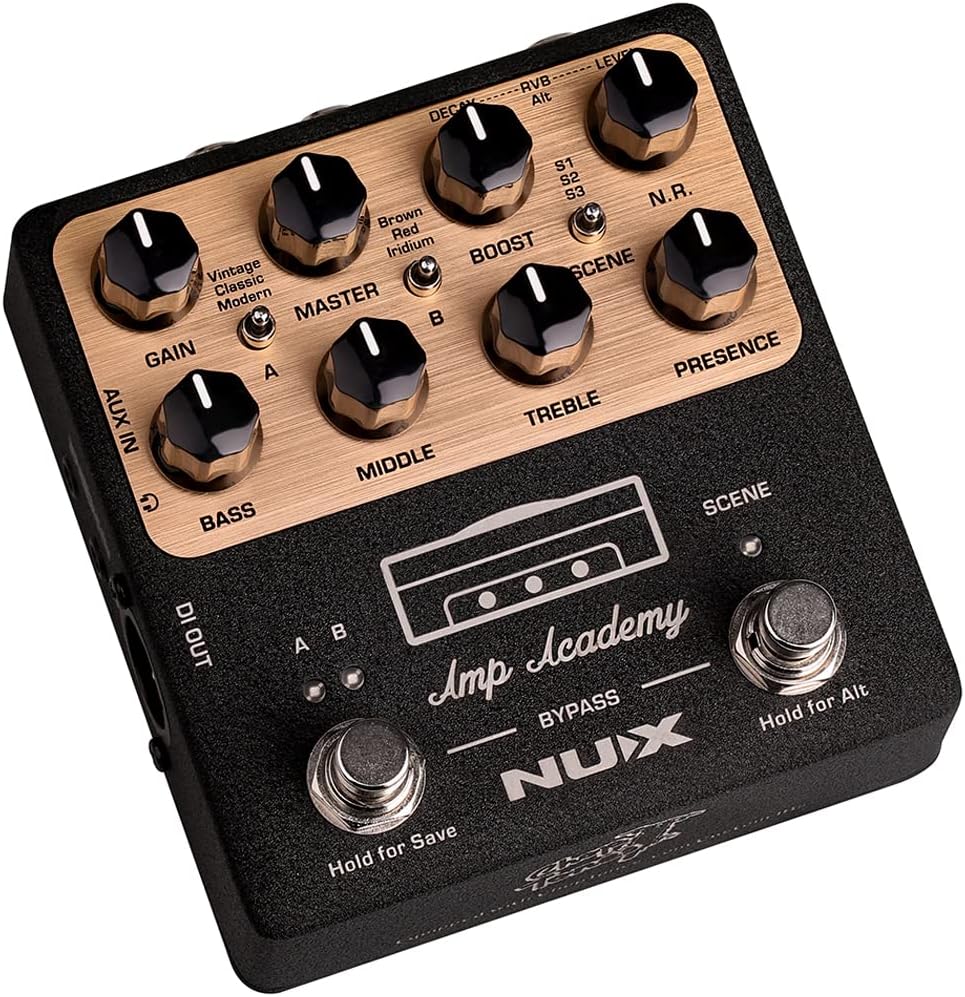 DECAY------RVB------LEVEL
Alt
Vintage
Classic
Modern
Brown
Red
Iridium
S1
S2
S3
GAIN
A
MASTER
B
BOOST
SCENE
N.R.
AUX IN
BASS
MIDDLE
TREBLE
PRESENCE
SCENE
DI OUT
A B
Amp Academy
BYPASS
NUX
Hold for Save
Hold for Alt